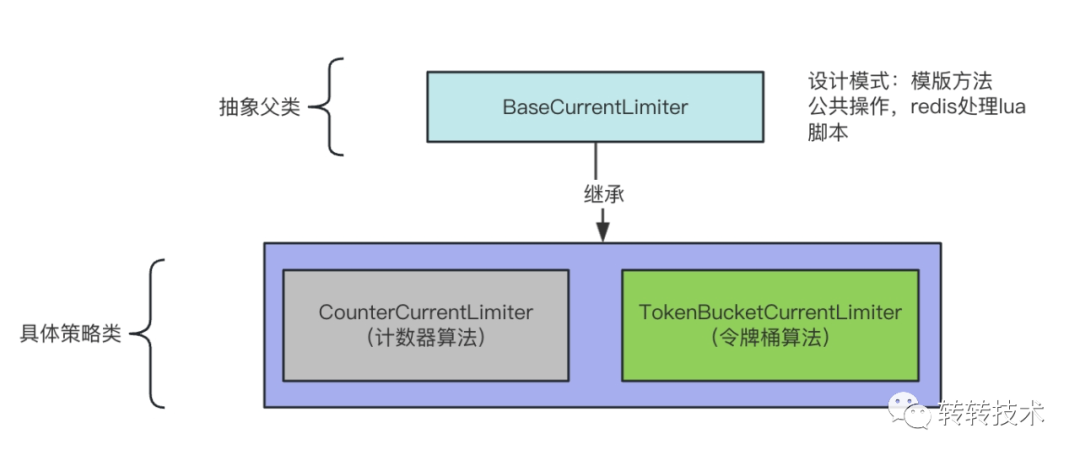 抽象父类
BaseCurrentLimiter
设计模式：模版方法
公共操作，redis处理lua
脚本
继承
具体策略类
CounterCurrentLimiter
（计数器算法）
TokenBucketCurrentLimiter
（令牌桶算法）
转转技术